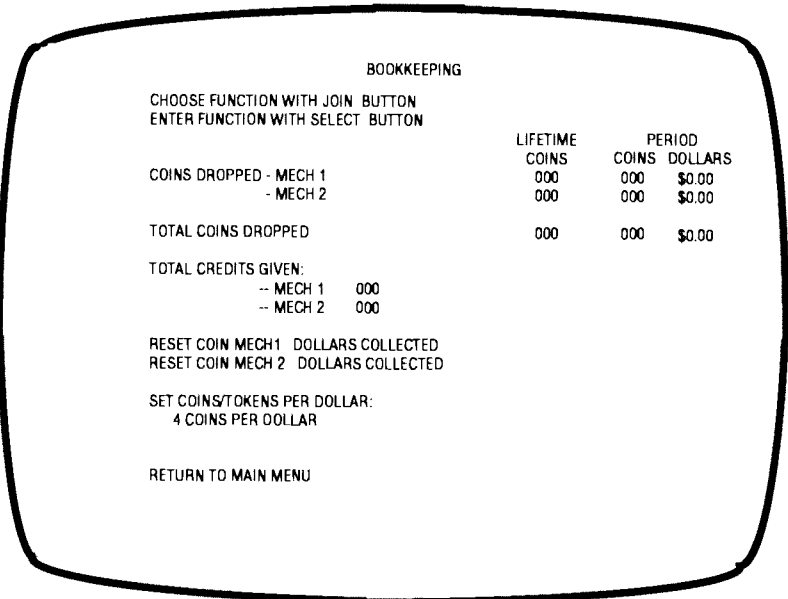 BOOKKEEPING
CHOOSE FUNCTION WITH JOIN BUTTON
ENTER FUNCTION WITH SELECT BUTTON
LIFETIME PERIOD
COINS COINS DOLLARS
COINS DROPPED - MECH 1 000 000 $0.00
- MECH 2 000 000 $0.00
TOTAL COINS DROPPED 000 000 $0.00
TOTAL CREDITS GIVEN:
-- MECH 1 000
-- MECH 2 000
RESET COIN MECH1 DOLLARS COLLECTED
RESET COIN MECH 2 DOLLARS COLLECTED
SET COINS/TOKENS PER DOLLAR:
4 COINS PER DOLLAR
RETURN TO MAIN MENU